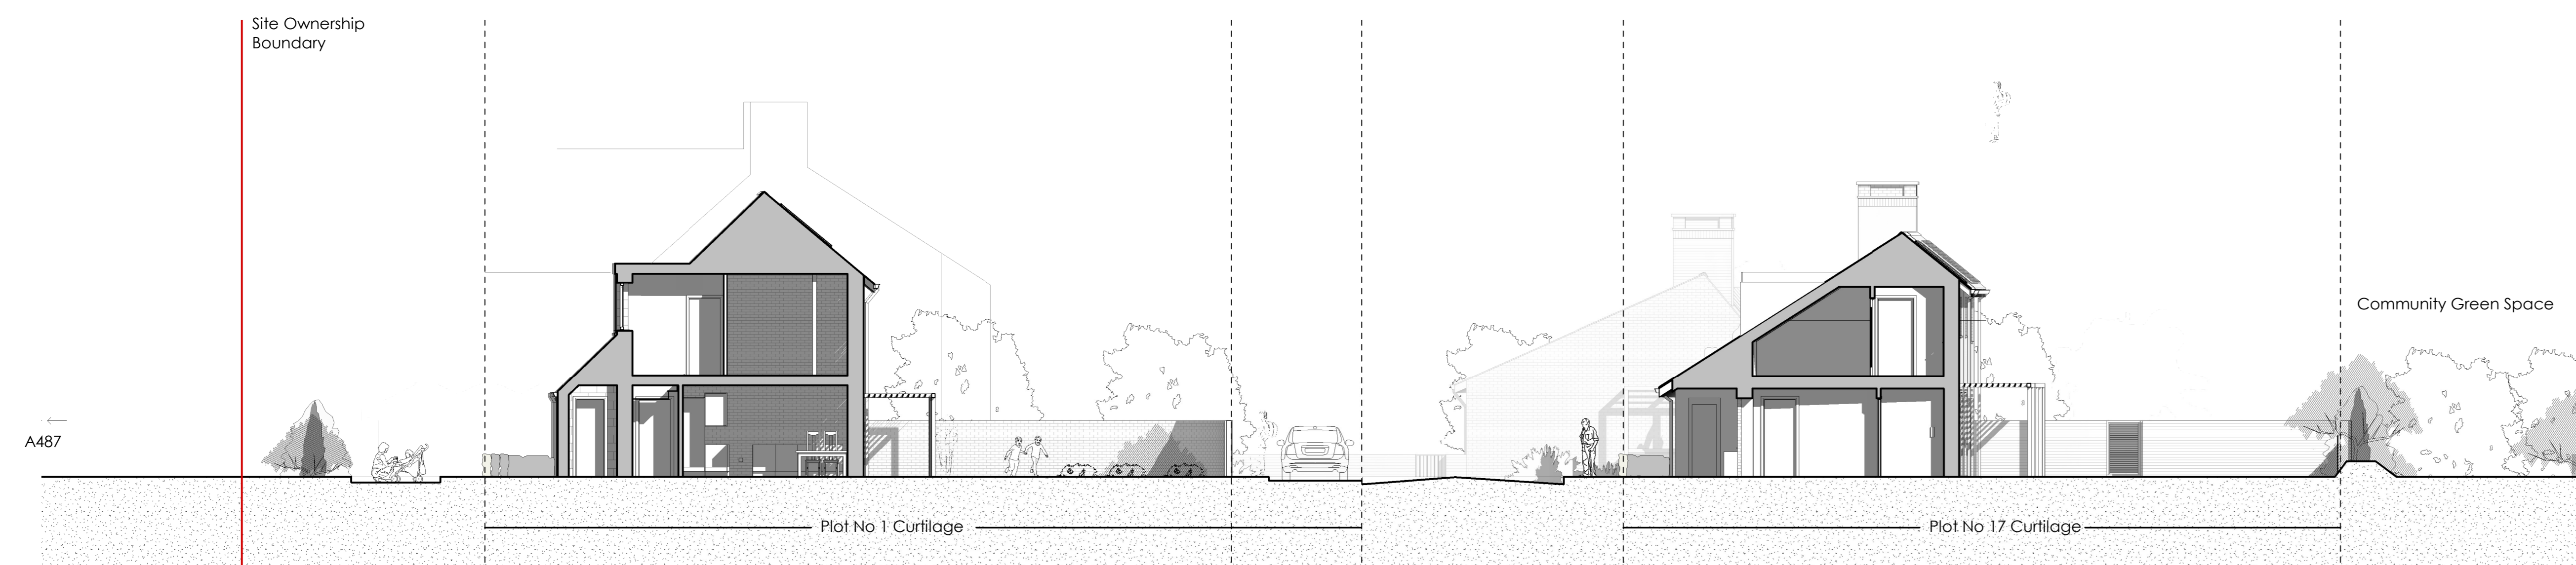 Site Ownership
Boundary
Community Green Space
A487
Plot No 1 Curtilage
Plot No 17 Curtilage